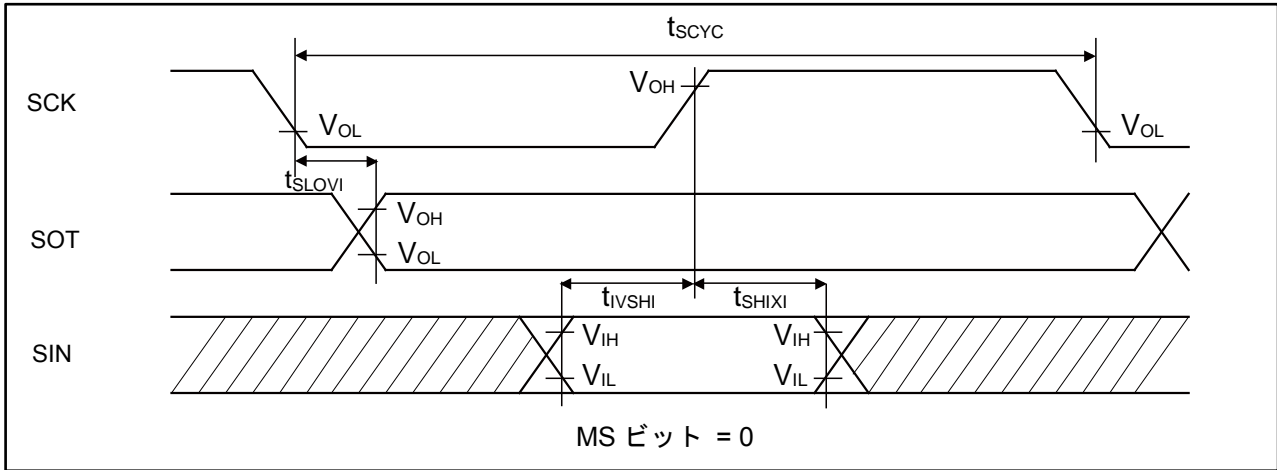 tSCYC
SCK
VOH
VOL
VOL
tSLOVI
SOT
VOH
VOL
tIVSHI
tSHIXI
SIN
VIH
VIH
VIL
VIL
MS ビット = 0